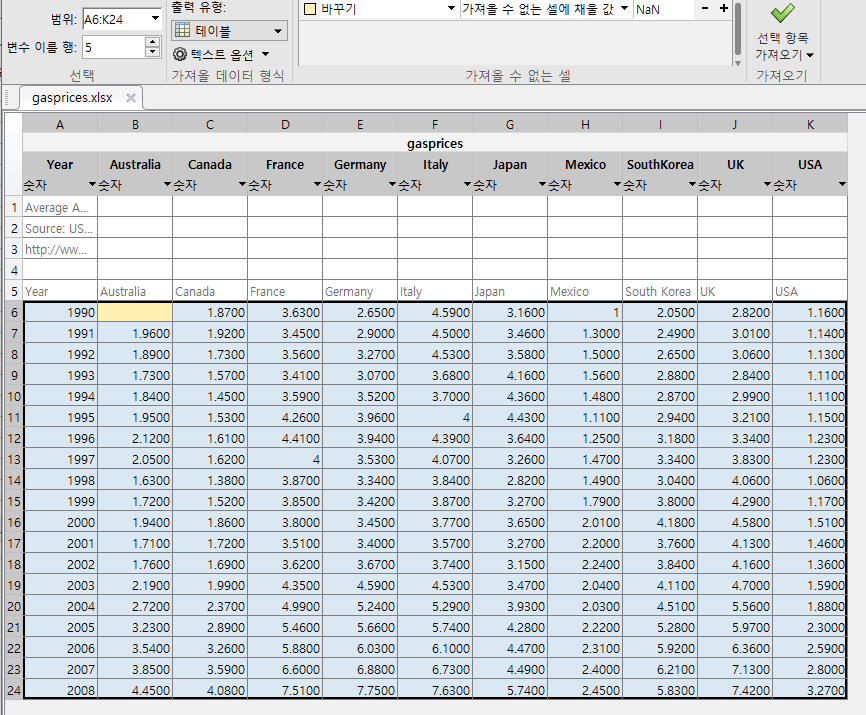 범위: A6:K24
변수 이름 행: 5
선택
출력 유형:
테이블
텍스트 옵션
가져올 데이터 형식
바꾸기 가져올 수 없는 셀에 채울 값 NaN - +
가져올 수 없는 셀
선택 항목
가져오기
가져오기
gasprices.xlsx
A B C D E F G H I J K
gasprices
Year Australia Canada France Germany Italy Japan Mexico SouthKorea UK USA
숫자 숫자 숫자 숫자 숫자 숫자 숫자 숫자 숫자 숫자 숫자
1 Average A...
2 Source: US...
3 http://ww...
4
5 Year Australia Canada France Germany Italy Japan Mexico South Korea UK USA
6 1990 1.8700 3.6300 2.6500 4.5900 3.1600 1 2.0500 2.8200 1.1600
7 1991 1.9600 1.9200 3.4500 2.9000 4.5000 3.4600 1.3000 2.4900 3.0100 1.1400
8 1992 1.8900 1.7300 3.5600 3.2700 4.5300 3.5800 1.5000 2.6500 3.0600 1.1300
9 1993 1.7300 1.5700 3.4100 3.0700 3.6800 4.1600 1.5600 2.8800 2.8400 1.1100
10 1994 1.8400 1.4500 3.5900 3.5200 3.7000 4.3600 1.4800 2.8700 2.9900 1.1100
11 1995 1.9500 1.5300 4.2600 3.9600 4 4.4300 1.1100 2.9400 3.2100 1.1500
12 1996 2.1200 1.6100 4.4100 3.9400 4.3900 3.6400 1.2500 3.1800 3.3400 1.2300
13 1997 2.0500 1.6200 4 3.5300 4.0700 3.2600 1.4700 3.3400 3.8300 1.2300
14 1998 1.6300 1.3800 3.8700 3.3400 3.8400 2.8200 1.4900 3.0400 4.0600 1.0600
15 1999 1.7200 1.5200 3.8500 3.4200 3.8700 3.2700 1.7900 3.8000 4.2900 1.1700
16 2000 1.9400 1.8600 3.8000 3.4500 3.7700 3.6500 2.0100 4.1800 4.5800 1.5100
17 2001 1.7100 1.7200 3.5100 3.4000 3.5700 3.2700 2.2000 3.7600 4.1300 1.4600
18 2002 1.7600 1.6900 3.6200 3.6700 3.7400 3.1500 2.2400 3.8400 4.1600 1.3600
19 2003 2.1900 1.9900 4.3500 4.5900 4.5300 3.4700 2.0400 4.1100 4.7000 1.5900
20 2004 2.7200 2.3700 4.9900 5.2400 5.2900 3.9300 2.0300 4.5100 5.5600 1.8800
21 2005 3.2300 2.8900 5.4600 5.6600 5.7400 4.2800 2.2200 5.2800 5.9700 2.3000
22 2006 3.5400 3.2600 5.8800 6.0300 6.1000 4.4700 2.3100 5.9200 6.3600 2.5900
23 2007 3.8500 3.5900 6.6000 6.8800 6.7300 4.4900 2.4000 6.2100 7.1300 2.8000
24 2008 4.4500 4.0800 7.5100 7.7500 7.6300 5.7400 2.4500 5.8300 7.4200 3.2700